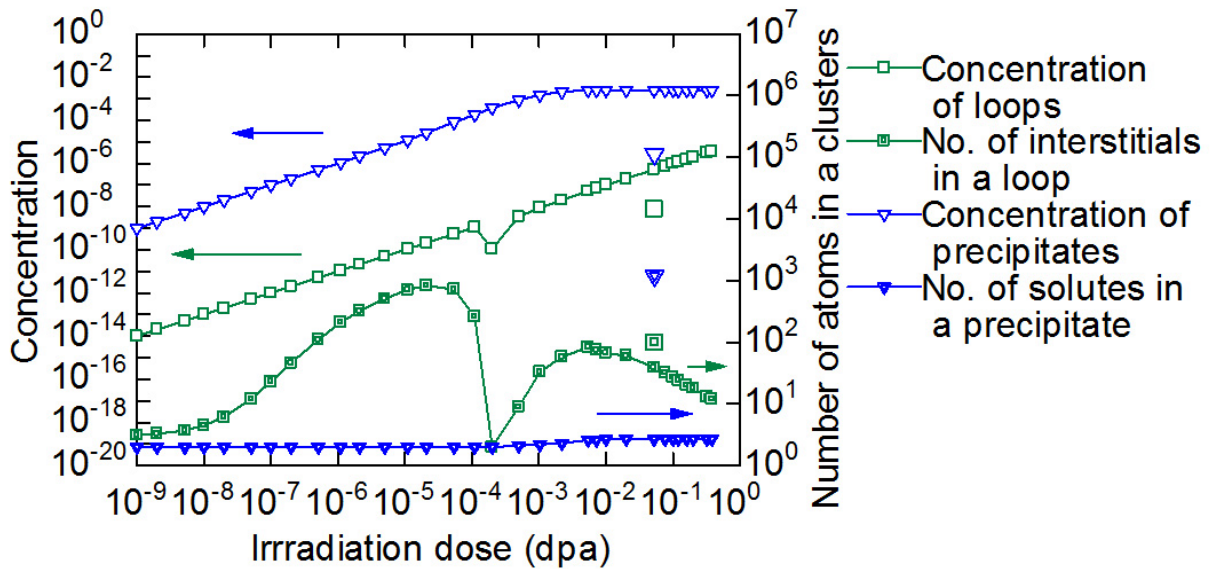 10^0
10^-2
10^-4
10^-6
10^-8
10^-10
10^-12
10^-14
10^-16
10^-18
10^-20
Concentration
10^-9 10^-8 10^-7 10^-6 10^-5 10^-4 10^-3 10^-2 10^-1 10^0
Irrradiation dose (dpa)
10^7
10^6
10^5
10^4
10^3
10^2
10^1
10^0
Number of atoms in a clusters
Concentration
of loops
No. of interstitials
in a loop
Concentration of
precipitates
No. of solutes in
a precipitate